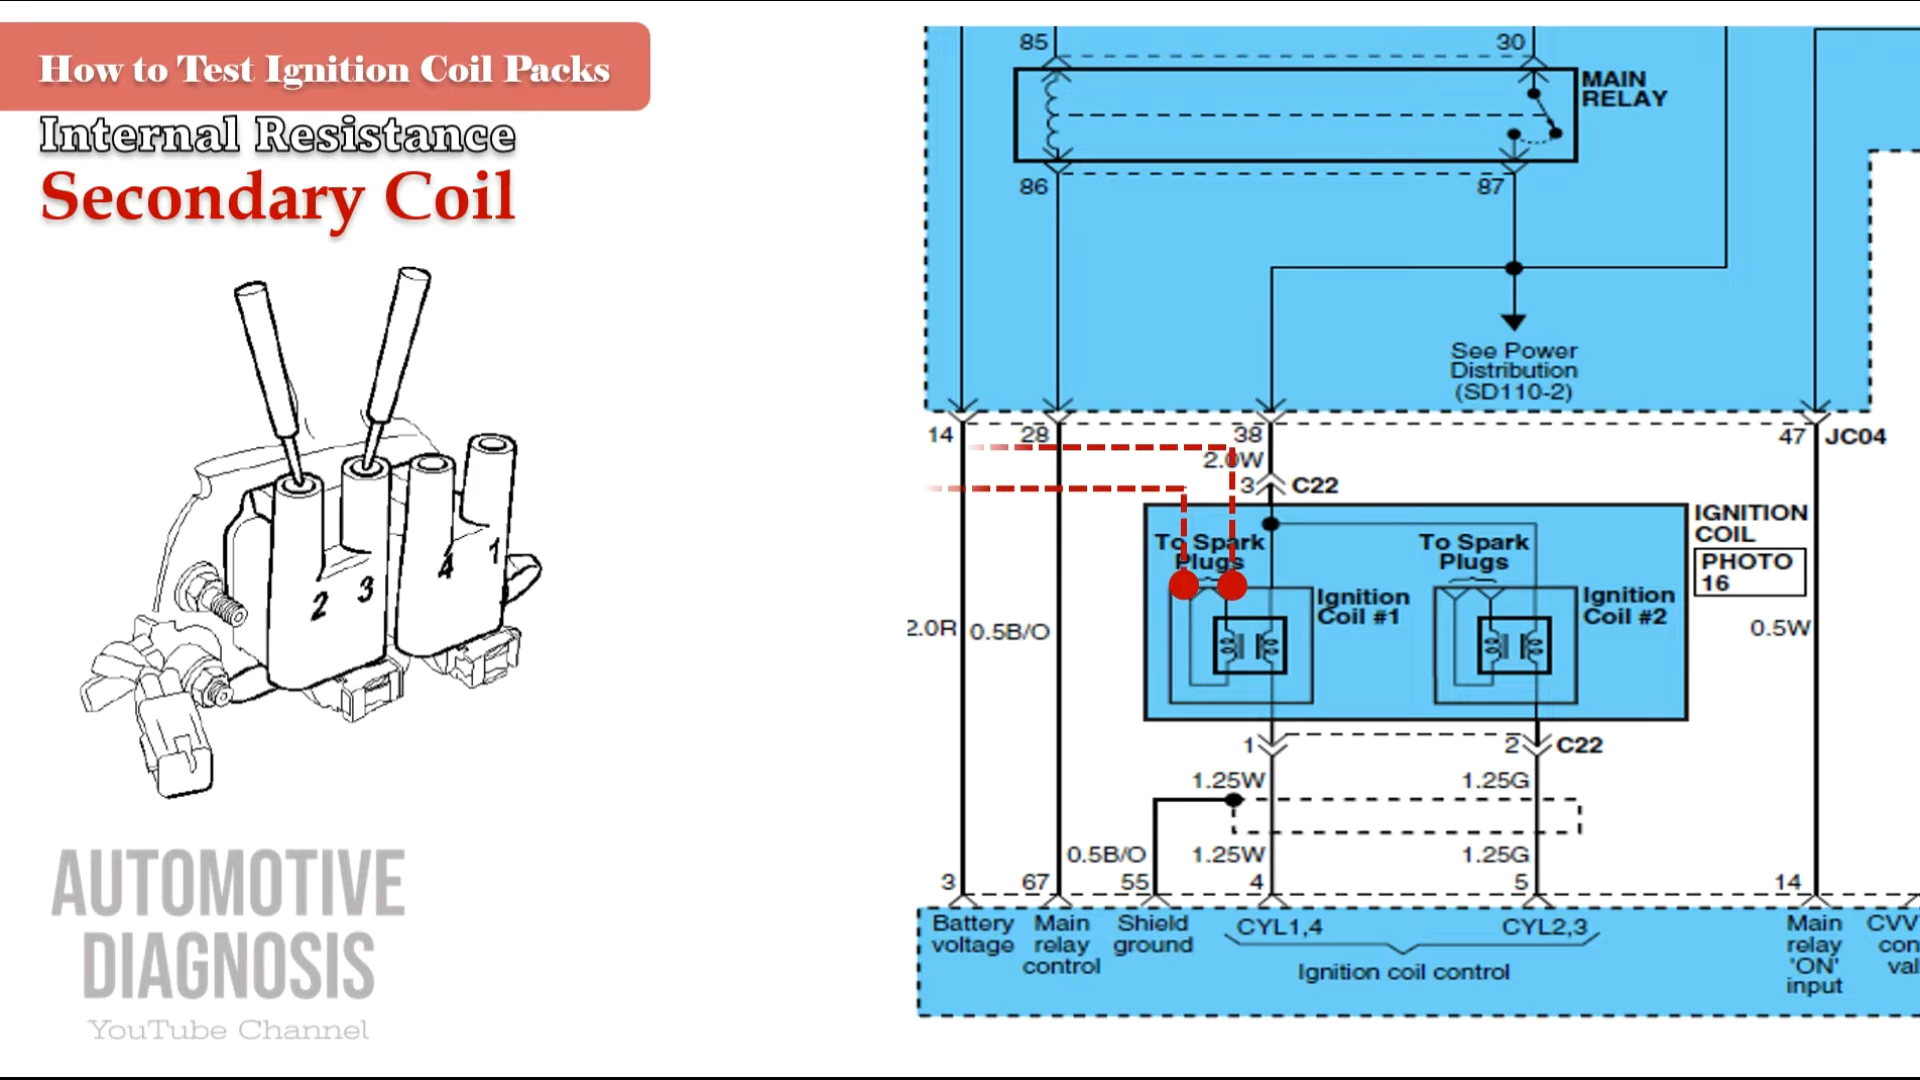 How to Test Ignition Coil Packs
Internal Resistance
Secondary Coil
2
3
4
1
AUTOMOTIVE
DIAGNOSIS
YouTube Channel
85
30
MAIN
RELAY
86
87
See Power
Distribution
(SD110-2)
14
28
38
47
JC04
2.0W
3
C22
IGNITION
COIL
PHOTO
16
To Spark
Plugs
To Spark
Plugs
Ignition
Coil #1
Ignition
Coil #2
2.0R
0.5B/O
0.5W
1
2
C22
1.25W
1.25G
0.5B/O
1.25W
1.25G
3
67
55
4
5
14
Battery
voltage
Main
relay
control
Shield
ground
CYL1,4
CYL2,3
Ignition coil control
Main
relay
'ON'
input
CVV
con
val